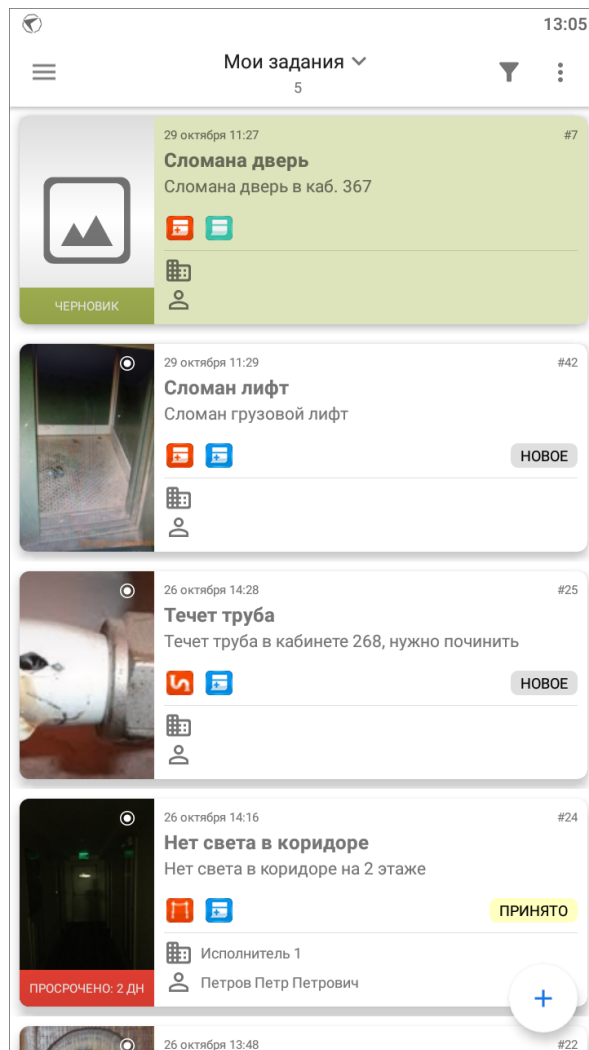 13:05
Мои задания
5
29 октября 11:27 #7
Сломана дверь
Сломана дверь в каб. 367
ЧЕРНОВИК
29 октября 11:29 #42
Сломан лифт
Сломан грузовой лифт
НОВОЕ
26 октября 14:28 #25
Течет труба
Течет труба в кабинете 268, нужно починить
НОВОЕ
26 октября 14:16 #24
Нет света в коридоре
Нет света в коридоре на 2 этаже
ПРИНЯТО
Исполнитель 1
Петров Петр Петрович
ПРОСРОЧЕНО: 2 ДН
26 октября 13:48 #22